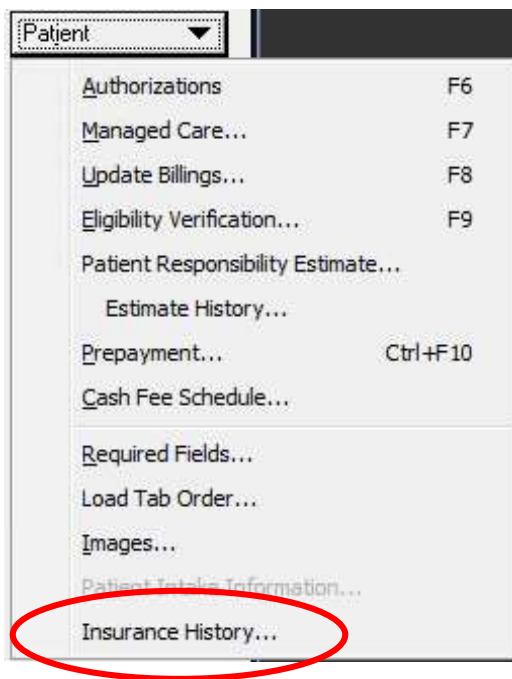 Patient
Authorizations F6
Managed Care... F7
Update Billings... F8
Eligibility Verification... F9
Patient Responsibility Estimate...
Estimate History...
Prepayment... Ctrl+F10
Cash Fee Schedule...
Required Fields...
Load Tab Order...
Images...
Patient Intake Information...
Insurance History...